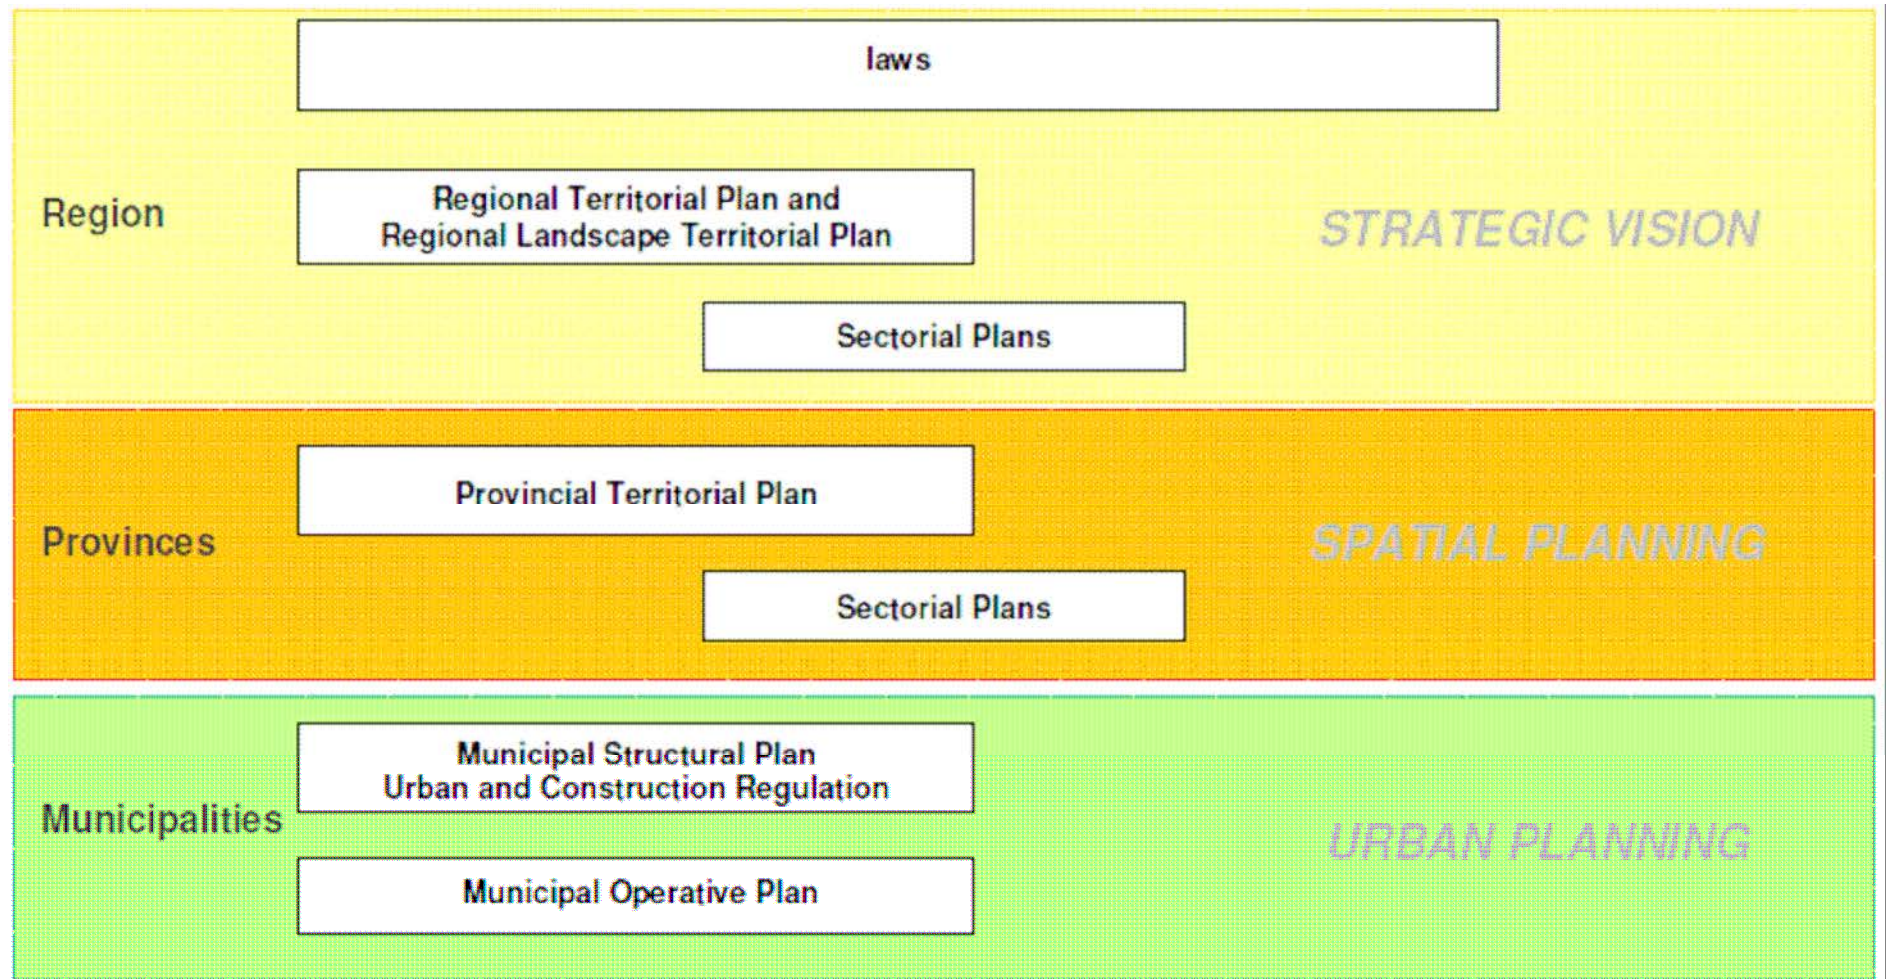 laws
Region
Regional Territorial Plan and
Regional Landscape Territorial Plan
STRATEGIC VISION
Sectorial Plans
Provincial Territorial Plan
Provinces
SPATIAL PLANNING
Sectorial Plans
Municipal Structural Plan
Urban and Construction Regulation
Municipalities
URBAN PLANNING
Municipal Operative Plan